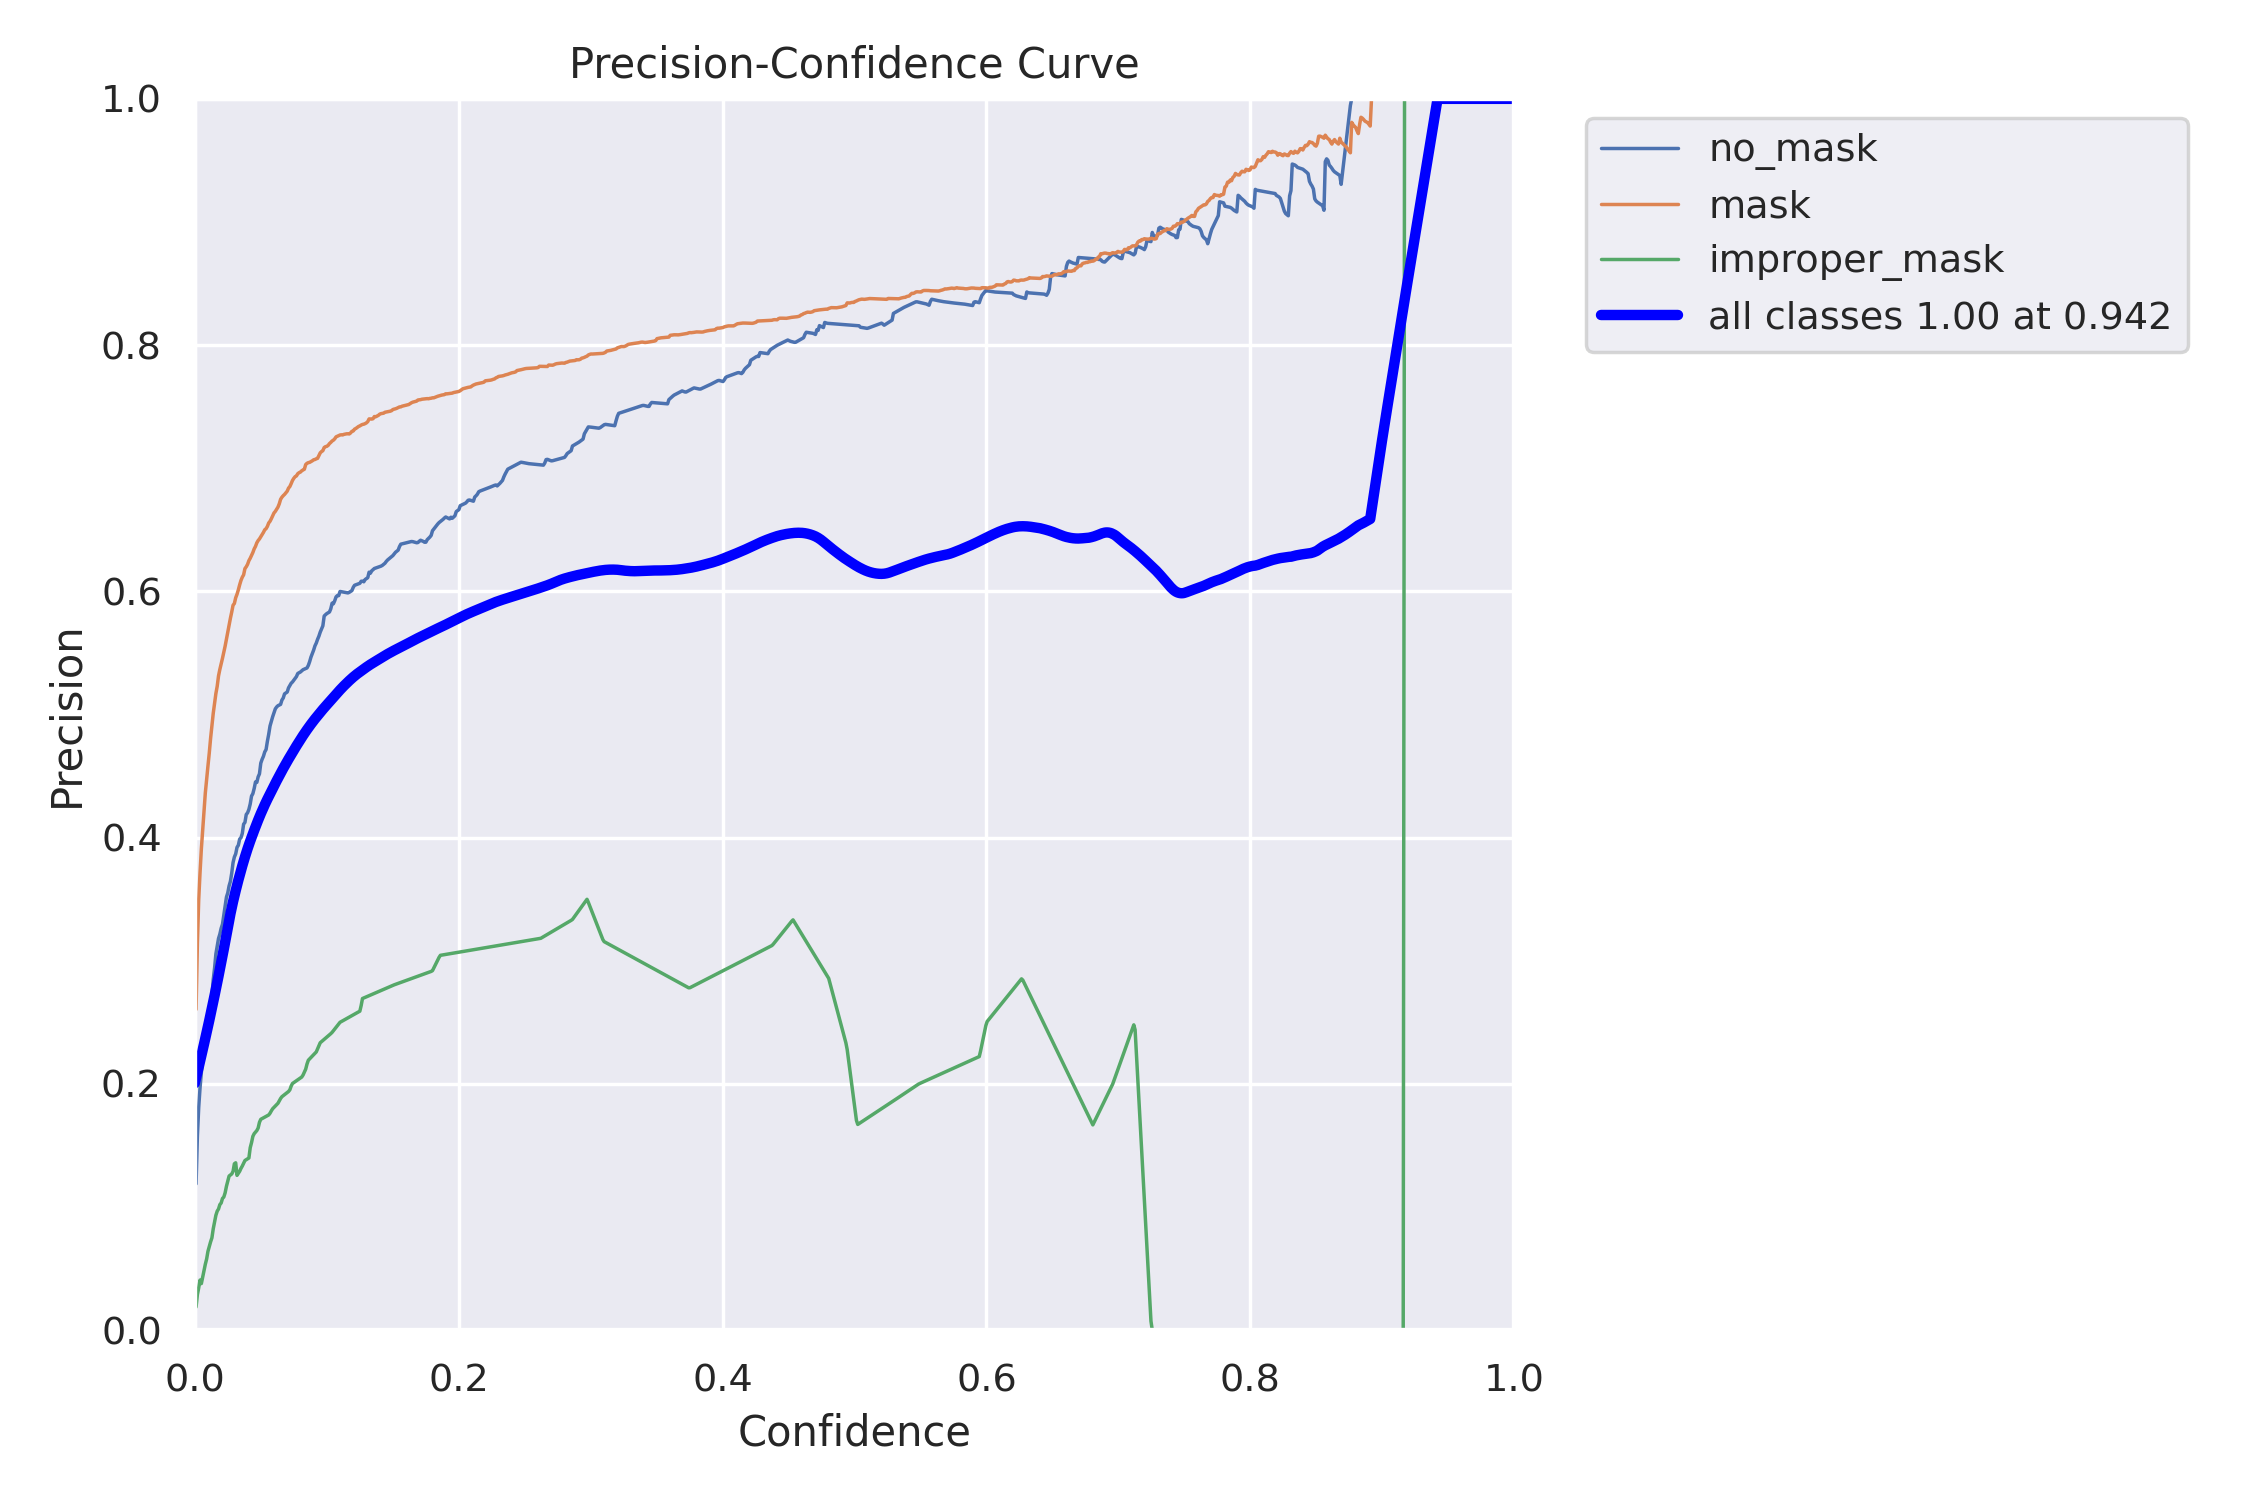 Precision-Confidence Curve
1.0
0.8
0.6
0.4
0.2
0.0
Precision
0.0 0.2 0.4 0.6 0.8 1.0
Confidence
no_mask
mask
improper_mask
all classes 1.00 at 0.942